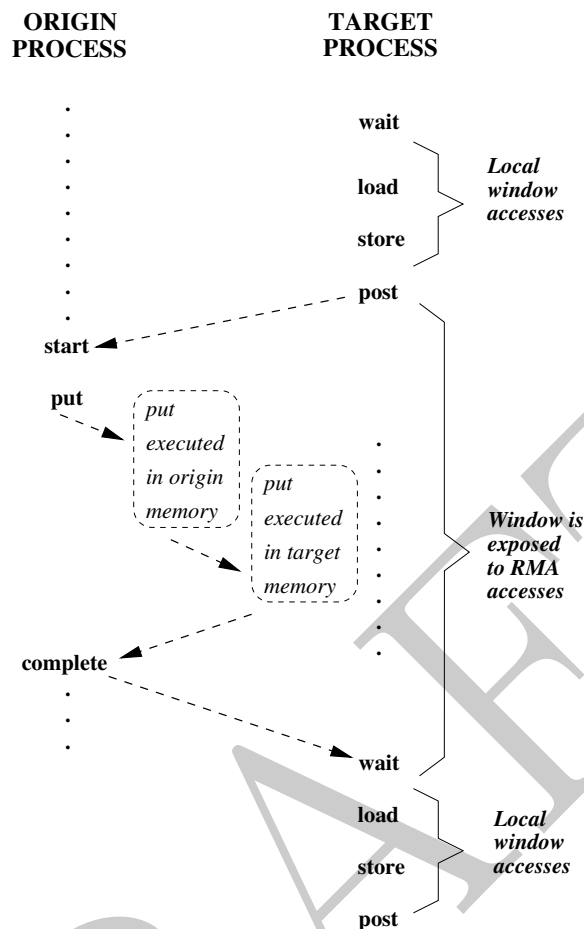 ORIGIN
PROCESS
TARGET
PROCESS
wait
load
store
Local
window
accesses
post
start
put
put
executed
in origin
memory
put
executed
in target
memory
Window is
exposed
to RMA
accesses
complete
wait
load
store
post
Local
window
accesses